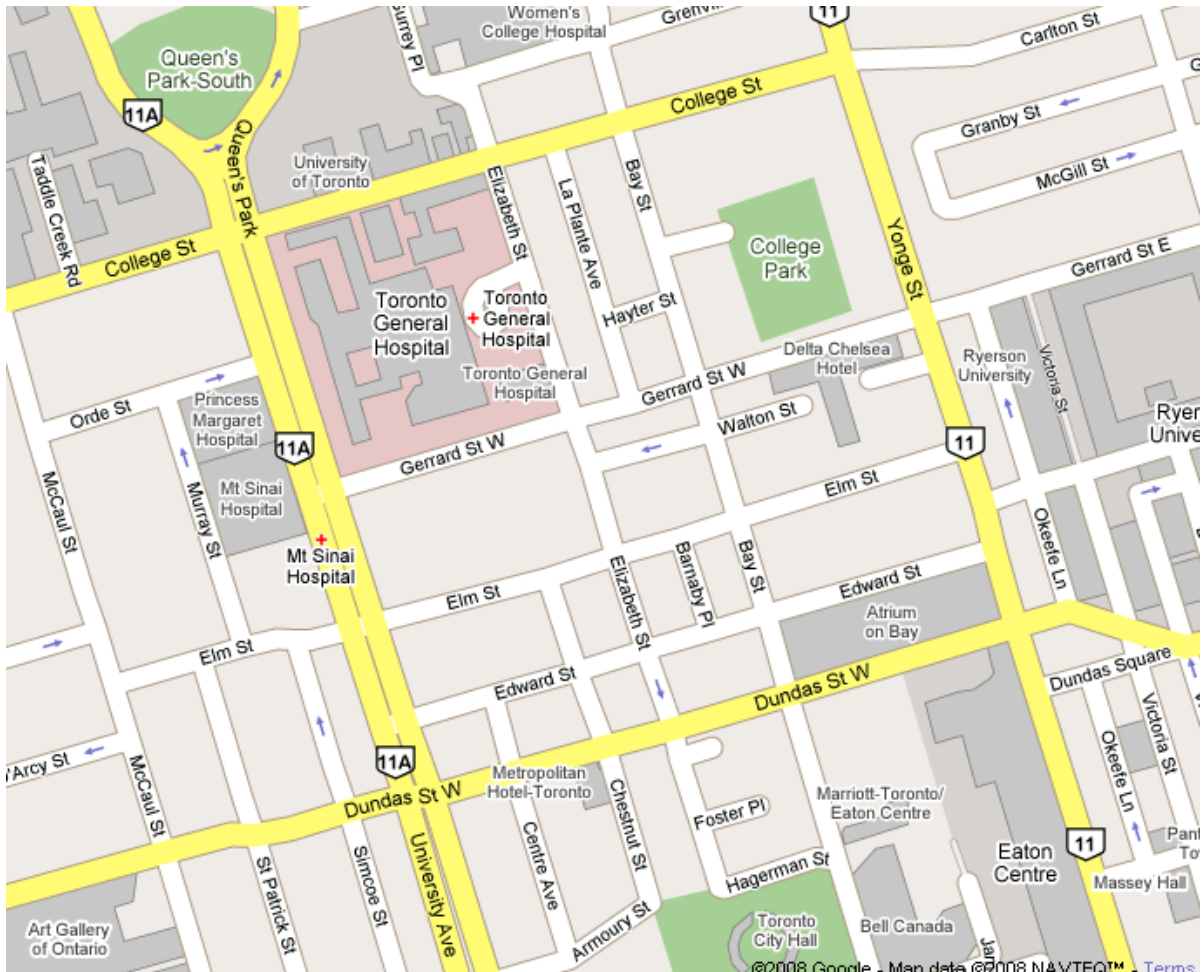 Women's
College Hospital
Grenvil
11
Carlton St
Surrey Pl
Queen's
Park-South
11A
College St
Granby St
McGill St
Queen's Park
University
of Toronto
Taddle Creek Rd
Elizabeth St
La Plante Ave
Bay St
College
Park
Yonge St
Gerrard St E
College St
Toronto
General
Hospital
Toronto
General
Hospital
Hayter St
Toronto General
Hospital
Gerrard St W
Delta Chelsea
Hotel
Ryerson
University
Victoria St
Orde St
Princess
Margaret
Hospital
11A
Walton St
11
Ryer
Unive
McCaul St
Murray St
Mt Sinai
Hospital
Gerrard St W
Elm St
Okeefe Ln
Mt Sinai
Hospital
Elm St
Elizabeth St
Barnaby Pl
Bay St
Edward St
Atrium
on Bay
Elm St
Edward St
Dundas St W
Dundas Square
Victoria St
Okeefe Ln
'Arcy St
McCaul St
11A
Dundas St W
Metropolitan
Hotel-Toronto
Chestnut St
Foster Pl
Marriott-Toronto/
Eaton Centre
11
Eaton
Centre
Pant
To
Massey Hall
University Ave
Centre Ave
Hagerman St
St Patrick St
Simcoe St
Art Gallery
of Ontario
Armoury St
Toronto
City Hall
Bell Canada
©2008 Google - Map data ©2008 NAVTEQ™ - Terms